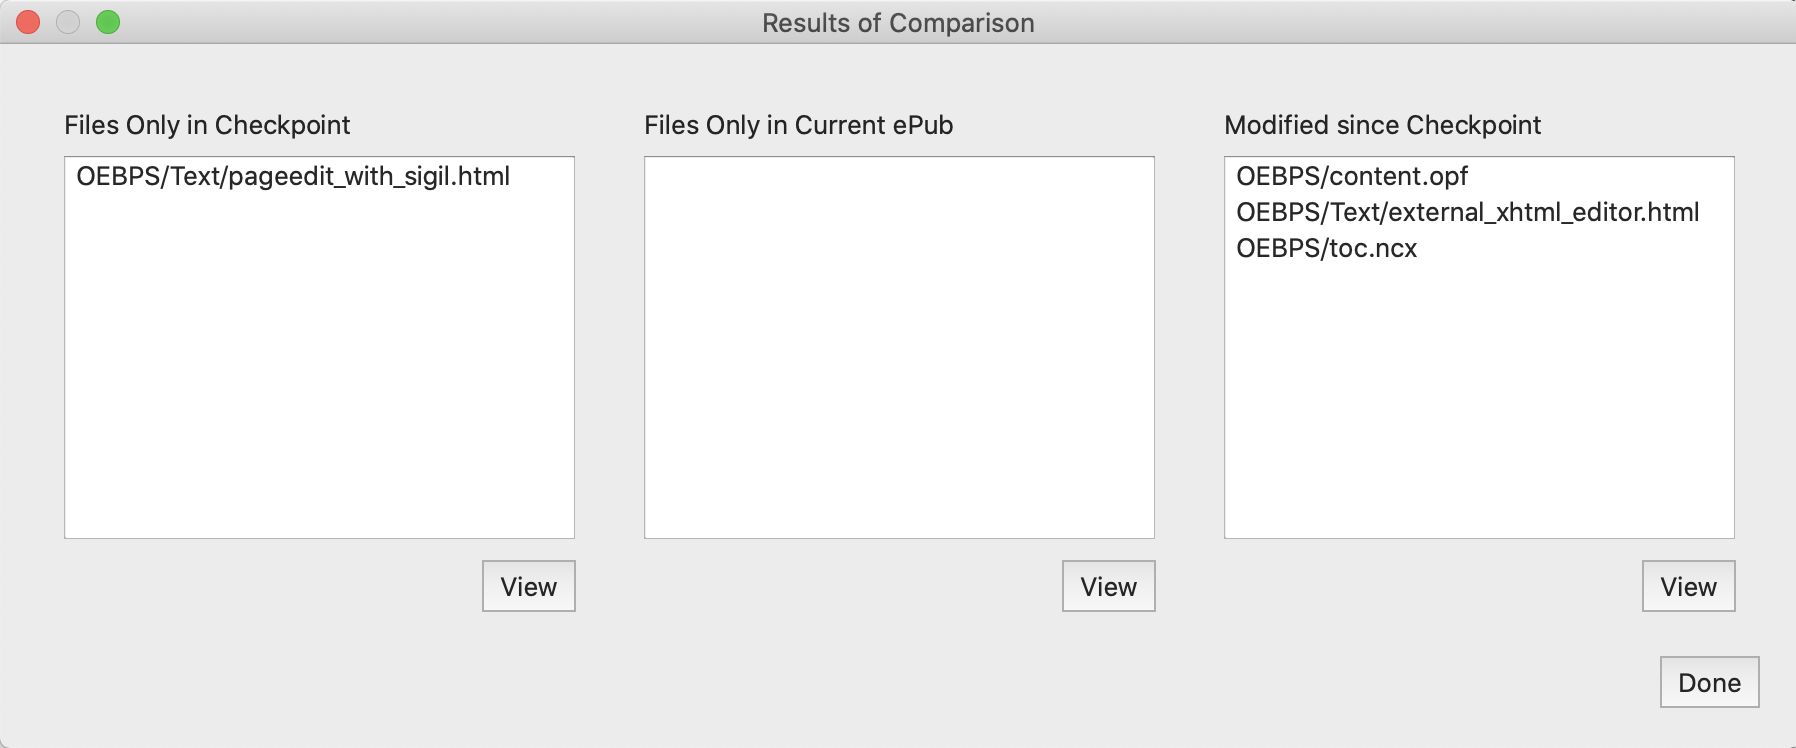 Results of Comparison
Files Only in Checkpoint
OEBPS/Text/pageedit_with_sigil.html
View
Files Only in Current ePub
View
Modified since Checkpoint
OEBPS/content.opf
OEBPS/Text/external_xhtml_editor.html
OEBPS/toc.ncx
View
Done